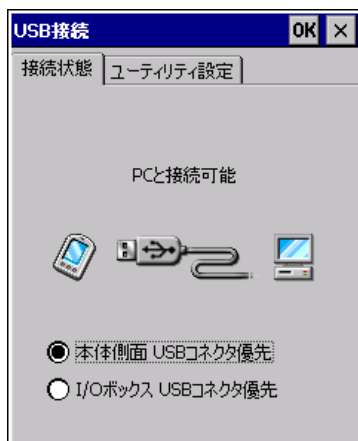 USB接続 OK ×
接続状態 ユーティリティ設定
PCと接続可能
本体側面 USBコネクタ優先
I/Oボックス USBコネクタ優先